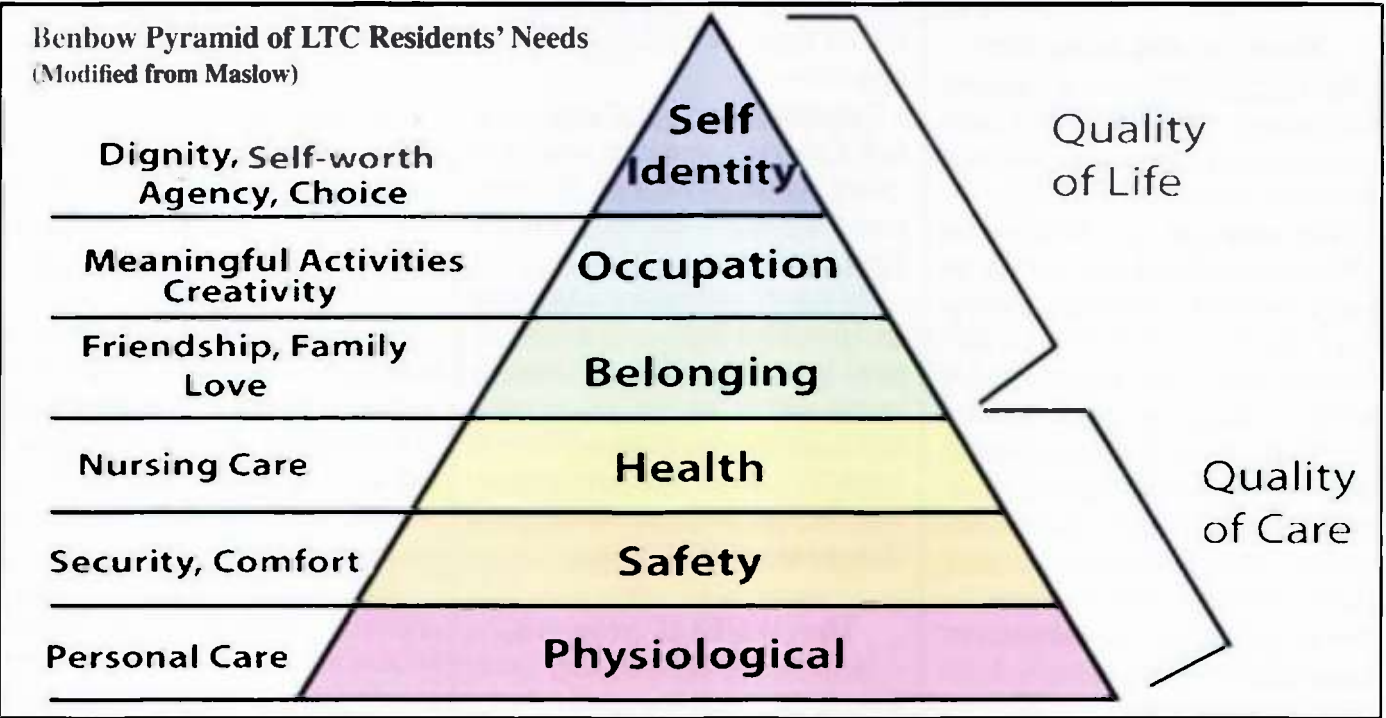 Benbow Pyramid of LTC Residents' Needs
(Modified from Maslow)
Self
Identity
Dignity, Self-worth
Agency, Choice
Quality
of Life
Meaningful Activities
Creativity
Occupation
Friendship, Family
Love
Belonging
Nursing Care
Health
Quality
of Care
Security, Comfort
Safety
Personal Care
Physiological